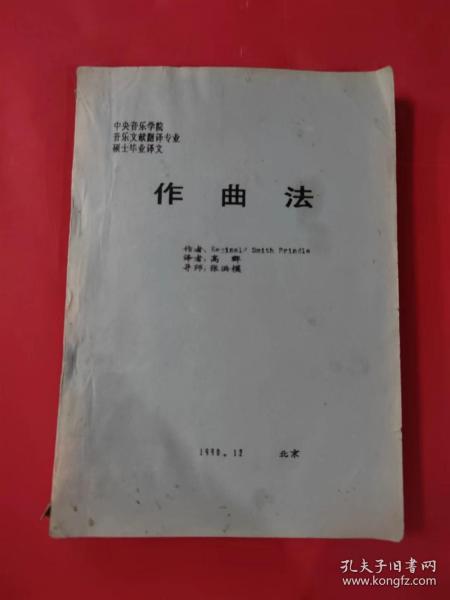 中央音乐学院
音乐文献翻译专业
硕士毕业译文
作曲法
作者：Reginald Smith Brindle
译者：高 群
导师：张洪模
1990.12 北京
孔夫子旧书网
www.kongfz.com